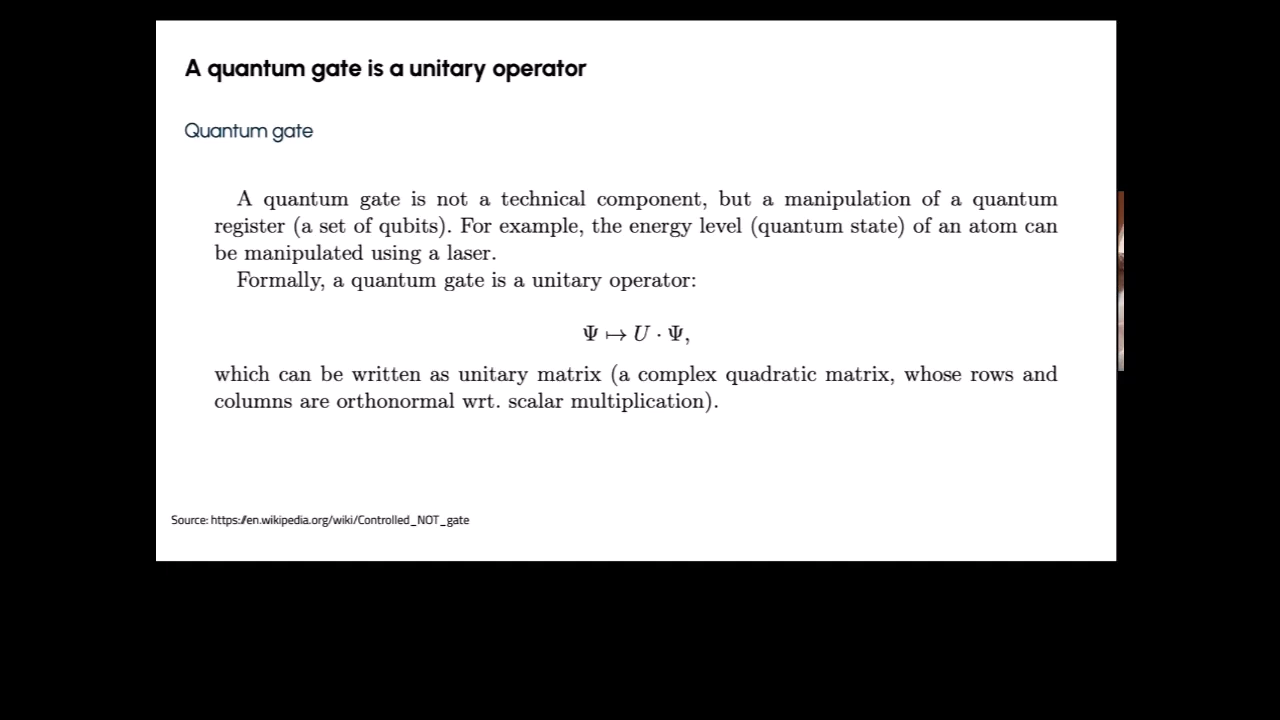 A quantum gate is a unitary operator
Quantum gate
A quantum gate is not a technical component, but a manipulation of a quantum
register (a set of qubits). For example, the energy level (quantum state) of an atom can
be manipulated using a laser.
Formally, a quantum gate is a unitary operator:
Ψ ↦ U · Ψ,
which can be written as unitary matrix (a complex quadratic matrix, whose rows and
columns are orthonormal wrt. scalar multiplication).
Source: https://en.wikipedia.org/wiki/Controlled_NOT_gate